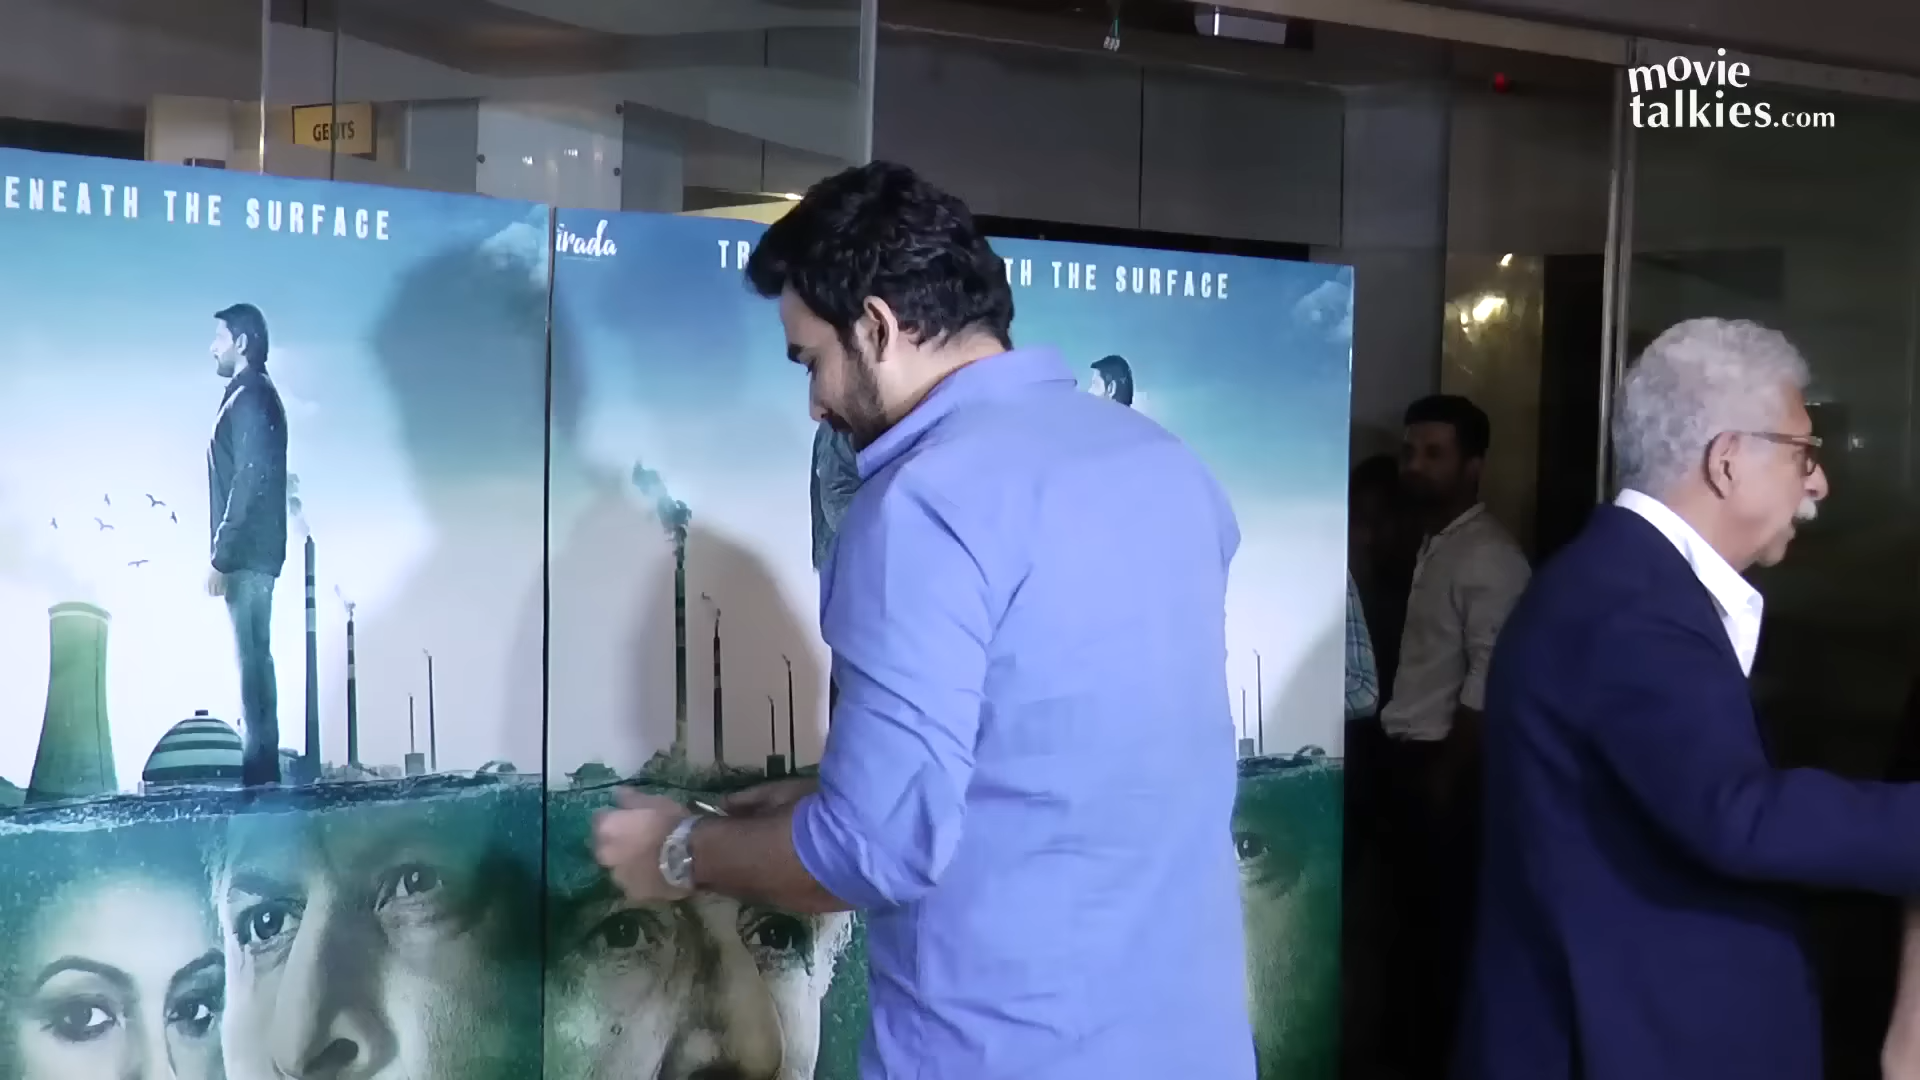 movie
talkies.com
GENTS
ENEATH THE SURFACE
irada
TR
TH THE SURFACE